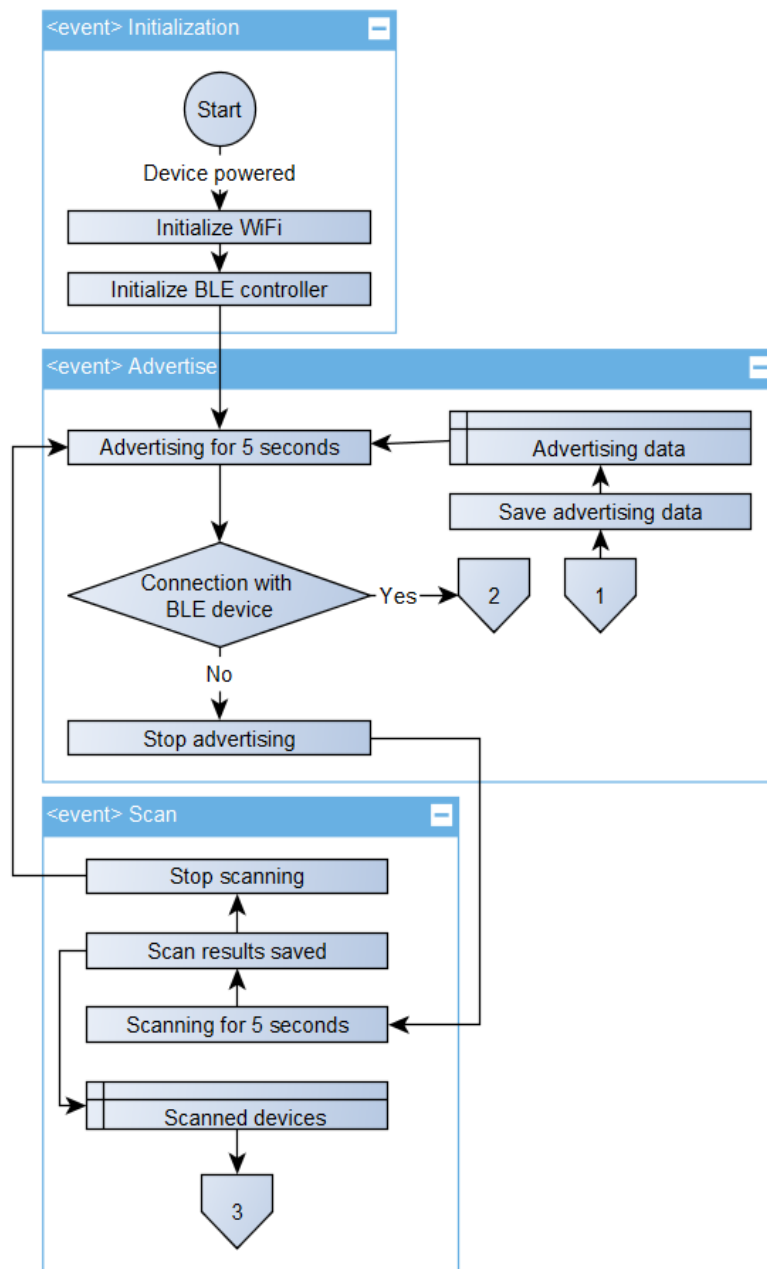 <event> Initialization
Start
Device powered
Initialize WiFi
Initialize BLE controller
<event> Advertise
Advertising for 5 seconds
Advertising data
Save advertising data
Connection with
BLE device
Yes
2
1
No
Stop advertising
<event> Scan
Stop scanning
Scan results saved
Scanning for 5 seconds
Scanned devices
3